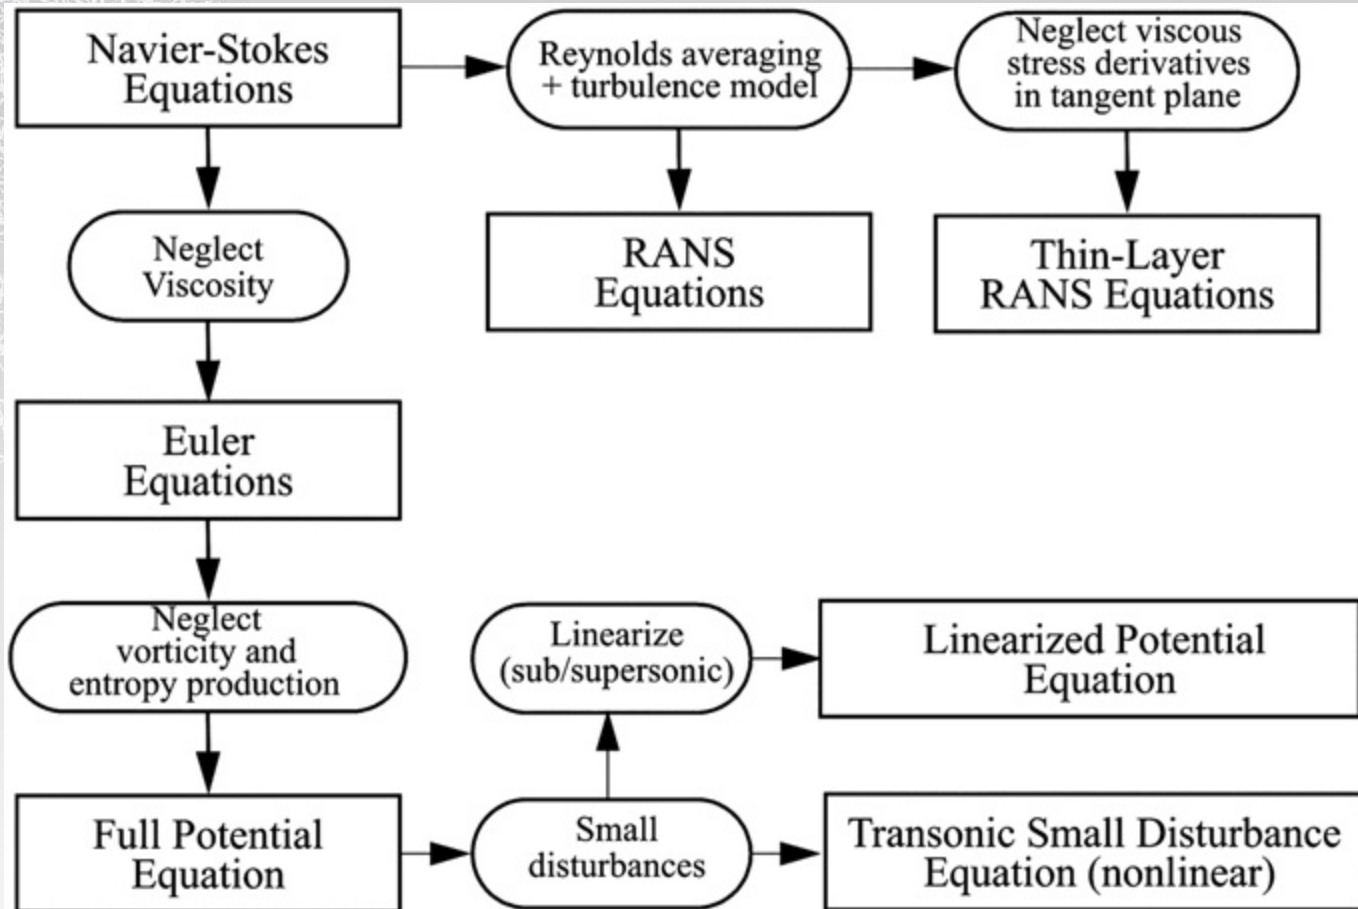 Navier-Stokes
Equations
Reynolds averaging
+ turbulence model
Neglect viscous
stress derivatives
in tangent plane
Neglect
Viscosity
RANS
Equations
Thin-Layer
RANS Equations
Euler
Equations
Neglect
vorticity and
entropy production
Linearize
(sub/supersonic)
Linearized Potential
Equation
Full Potential
Equation
Small
disturbances
Transonic Small Disturbance
Equation (nonlinear)